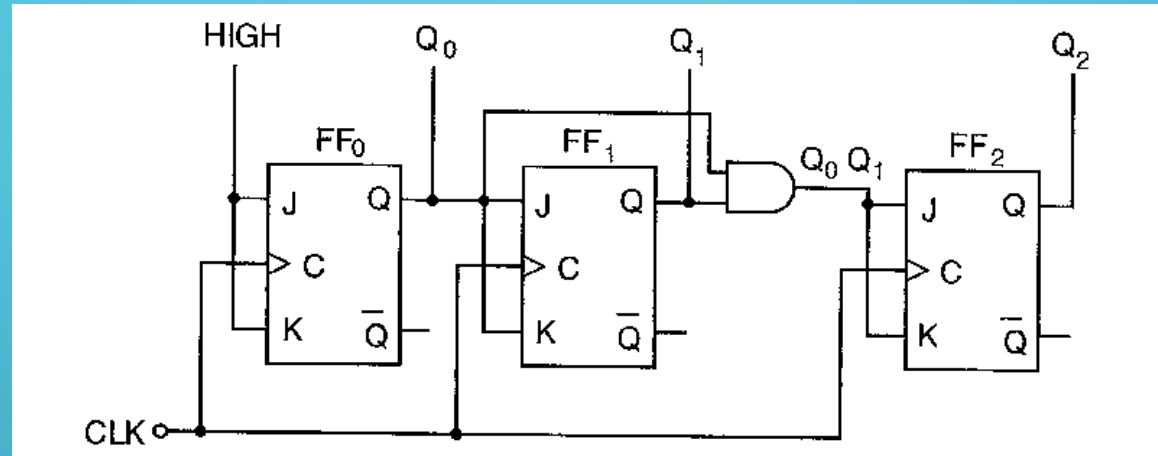 HIGH Q₀ Q₁ Q₂
FF₀ FF₁ Q₀ Q₁ FF₂
J Q J Q J Q
C C C
K Q̅ K Q̅ K Q̅
CLK